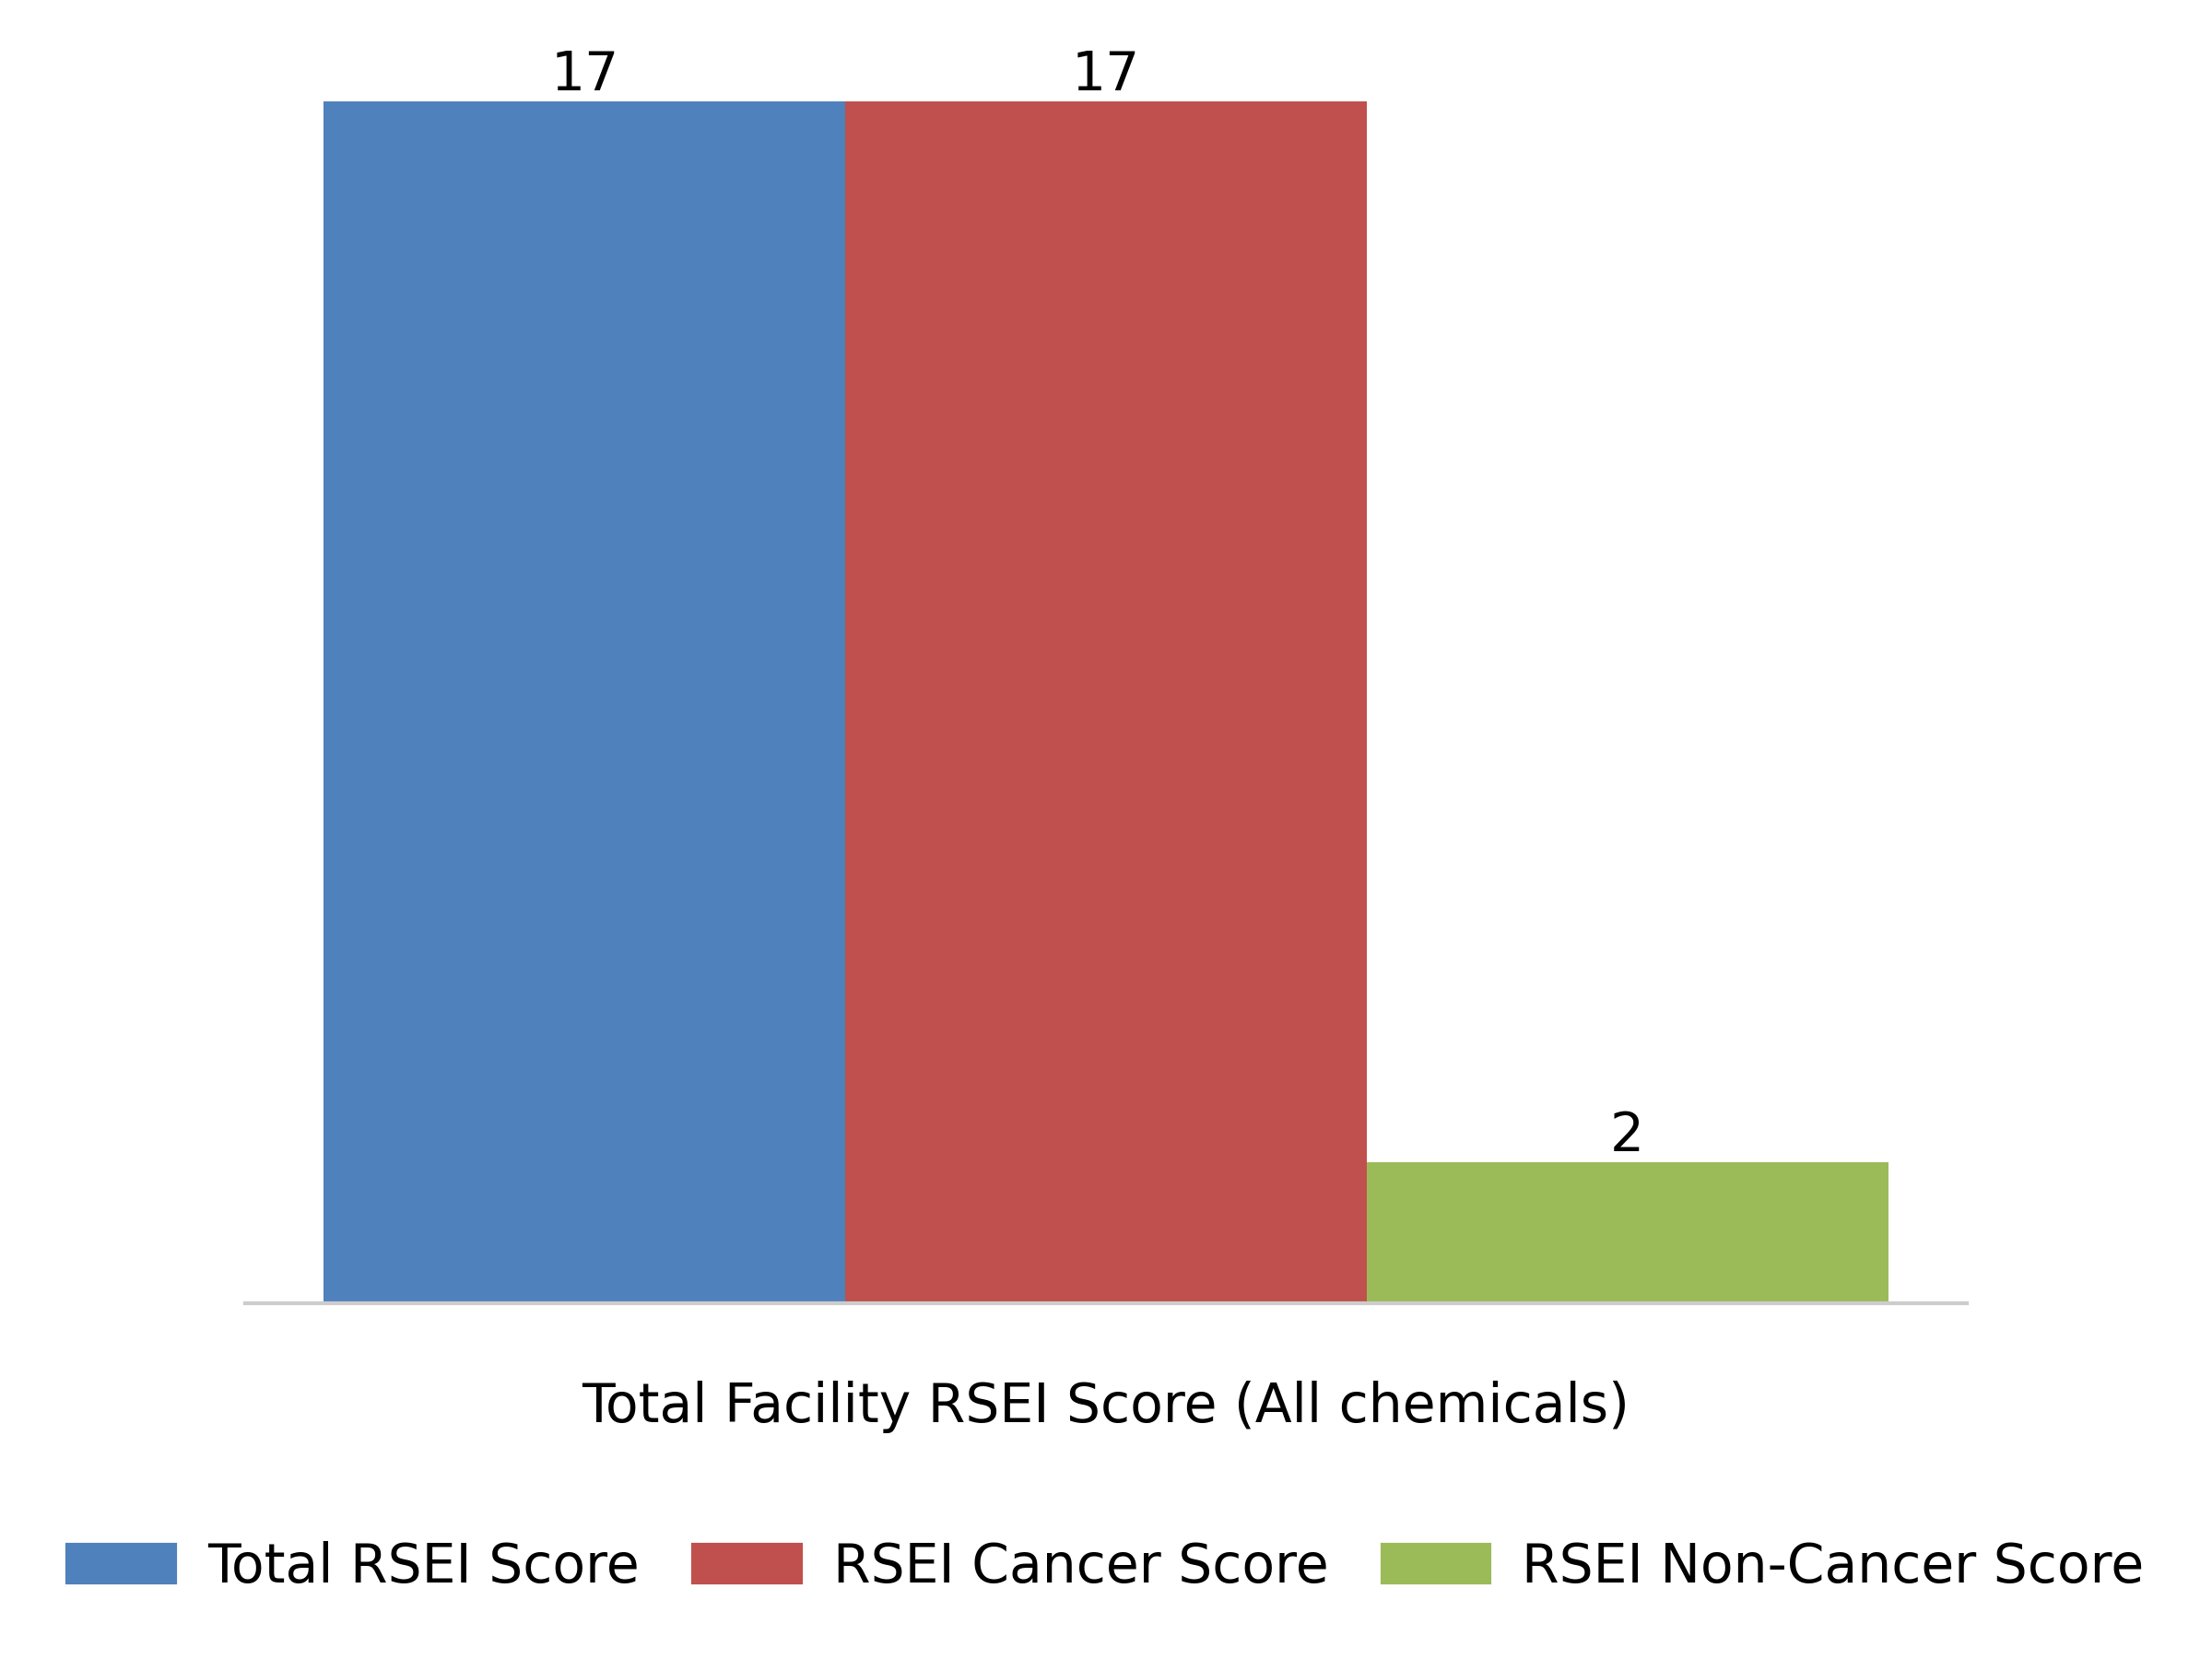 17
17
2
Total Facility RSEI Score (All chemicals)
Total RSEI Score
RSEI Cancer Score
RSEI Non-Cancer Score